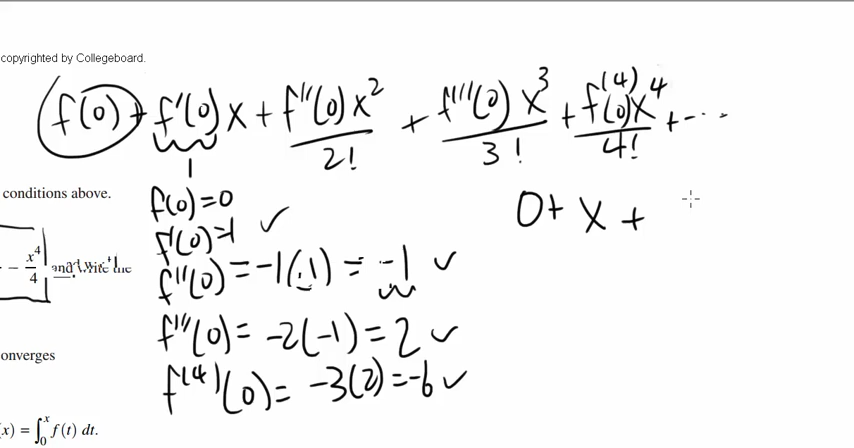 copyrighted by Collegeboard.
f(0) + f'(0)x + f''(0)x²/2! + f'''(0)x³/3! + f⁽⁴⁾(0)x⁴/4! + ...
1
conditions above.
f(0)=0
0+ x +
f'(0)=1 ✓
- x⁴/4
f''(0)= -1(1) = -1 ✓
f'''(0)= -2(-1)=2 ✓
onverges
f⁽⁴⁾(0)= -3(2)=-6 ✓
(x) = ∫₀ˣ f(t) dt.